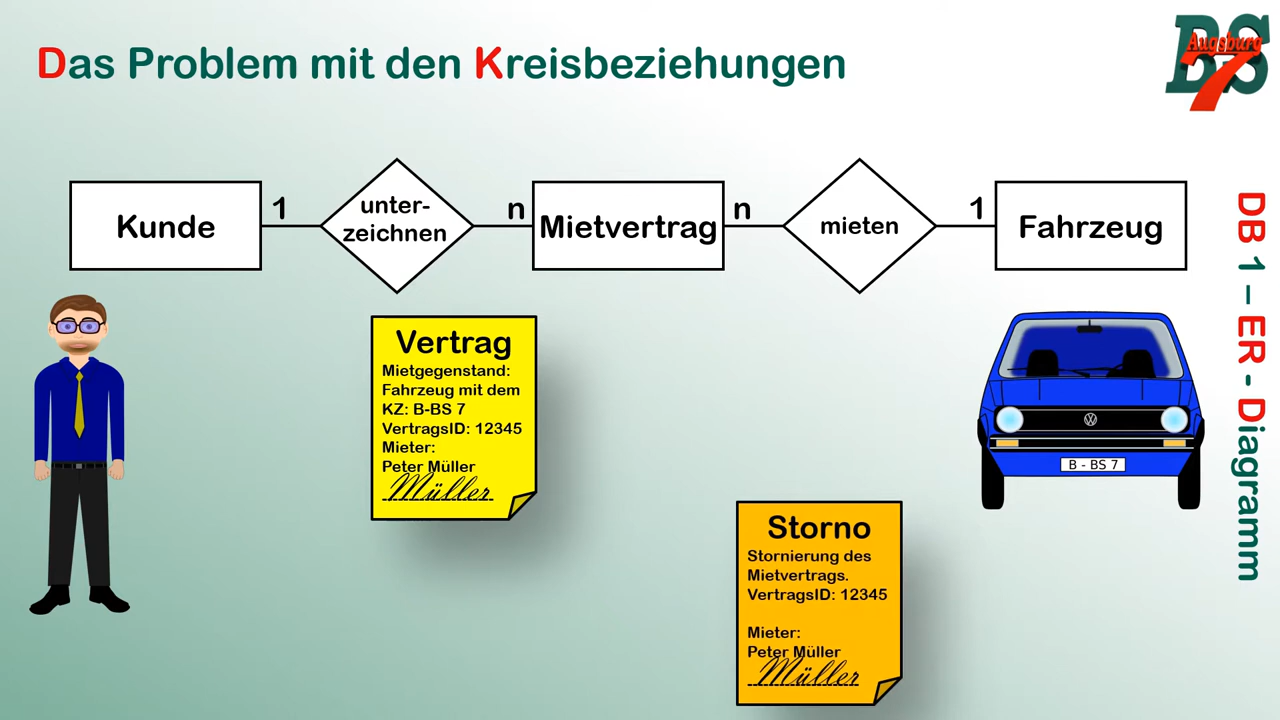 Das Problem mit den Kreisbeziehungen
BS
Augsburg
7
Kunde
1
unter-
zeichnen
n
Mietvertrag
n
mieten
1
Fahrzeug
Vertrag
Mietgegenstand:
Fahrzeug mit dem
KZ: B-BS 7
VertragsID: 12345
Mieter:
Peter Müller
Müller
B - BS 7
Storno
Stornierung des
Mietvertrags.
VertragsID: 12345
Mieter:
Peter Müller
Müller
DB 1 – ER - Diagramm